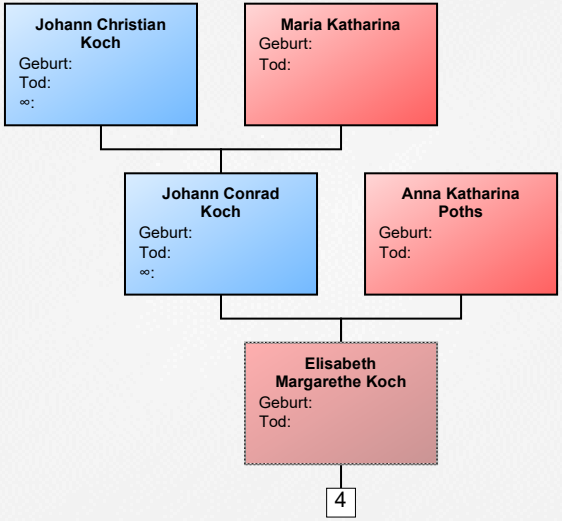 Johann Christian
Koch
Geburt:
Tod:
∞:
Maria Katharina
Geburt:
Tod:
Johann Conrad
Koch
Geburt:
Tod:
∞:
Anna Katharina
Poths
Geburt:
Tod:
Elisabeth
Margarethe Koch
Geburt:
Tod:
4